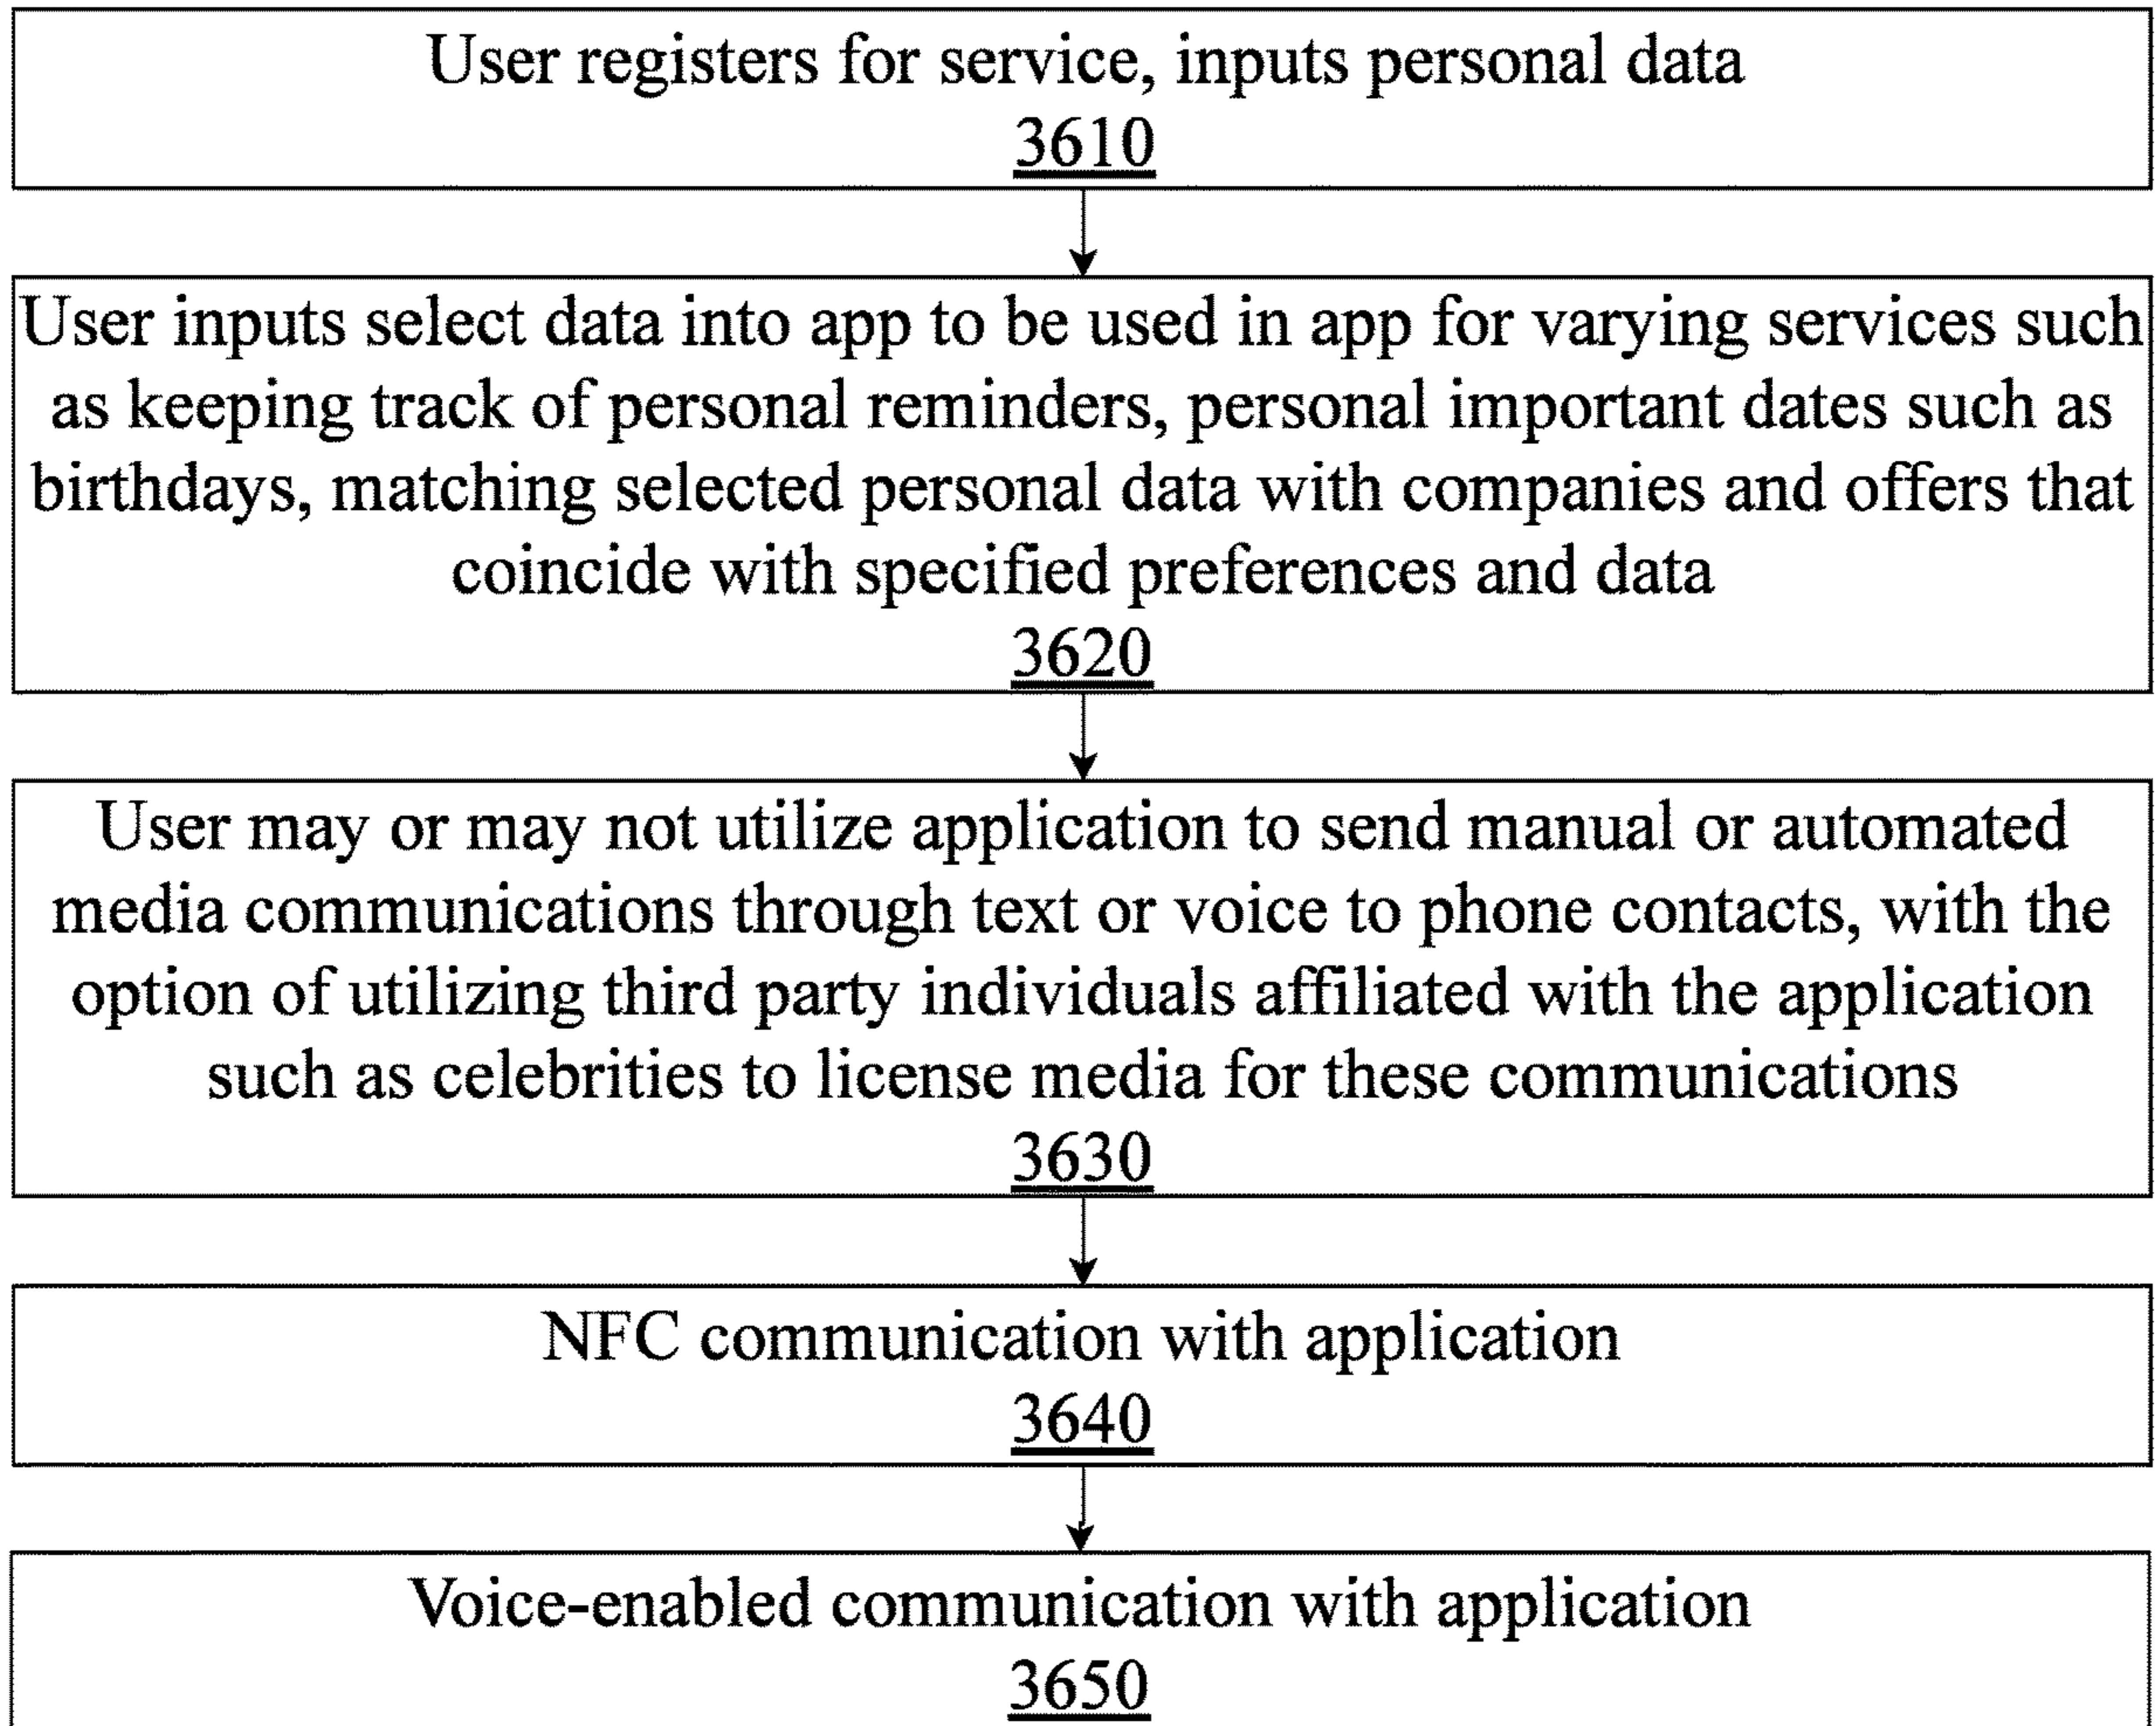 User registers for service, inputs personal data
3610
User inputs select data into app to be used in app for varying services such
as keeping track of personal reminders, personal important dates such as
birthdays, matching selected personal data with companies and offers that
coincide with specified preferences and data
3620
User may or may not utilize application to send manual or automated
media communications through text or voice to phone contacts, with the
option of utilizing third party individuals affiliated with the application
such as celebrities to license media for these communications
3630
NFC communication with application
3640
Voice-enabled communication with application
3650